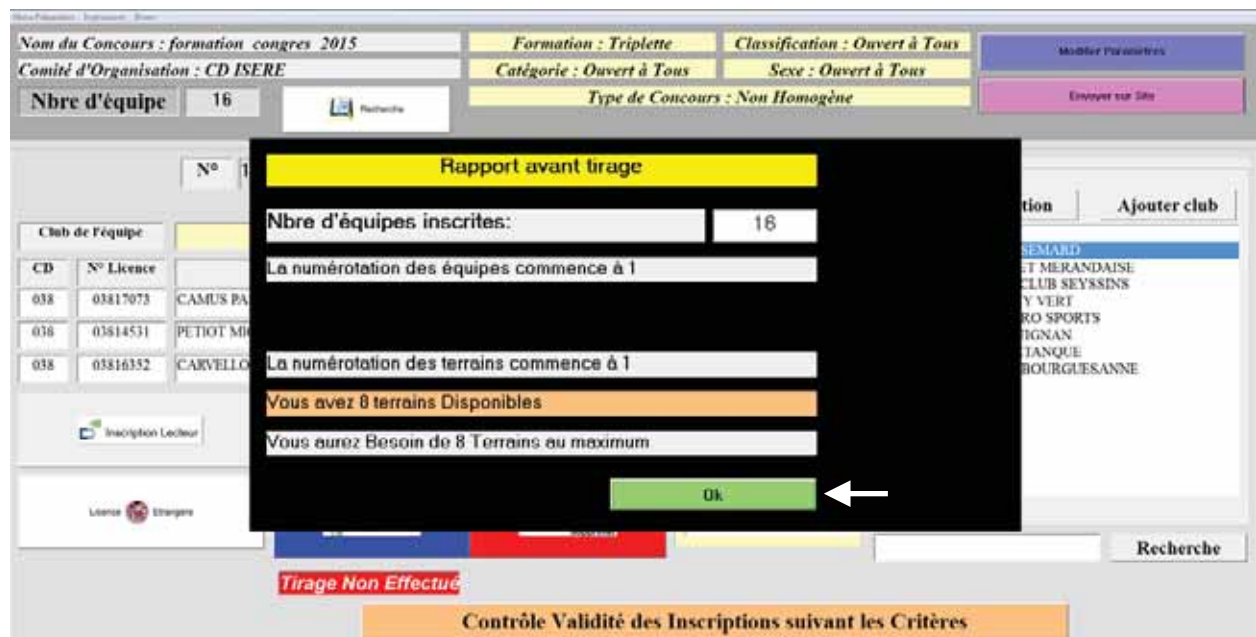 Nom du Concours : formation congres 2015
Formation : Triplette
Classification : Ouvert à Tous
Modifier Paramètres
Comité d'Organisation : CD ISERE
Catégorie : Ouvert à Tous
Sexe : Ouvert à Tous
Nbre d'équipe 16
Recherche
Type de Concours : Non Homogène
Envoyer sur Site
Rapport avant tirage
N° 1
Nbre d'équipes inscrites: 16
tion
Ajouter club
Club de l'équipe
SEMARD
CD N° Licence
La numérotation des équipes commence à 1
ET MERANDAISE
CLUB SEYSSINS
038 03817073 CAMUS PA
Y VERT
RO SPORTS
038 03814531 PETIOT MI
IGNAN
TANQUE
038 03816352 CARVELLO
La numérotation des terrains commence à 1
BOURGUESANNE
Vous avez 8 terrains Disponibles
Inscription Lecteur
Vous aurez Besoin de 8 Terrains au maximum
Ok
Licence Etrangère
Recherche
Tirage Non Effectué
Contrôle Validité des Inscriptions suivant les Critères